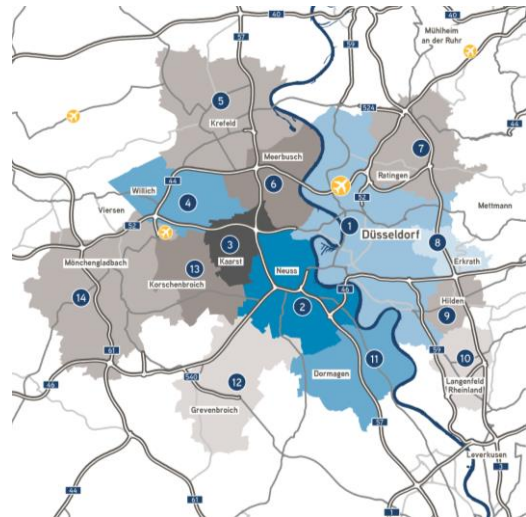 40
57
40
Mühlheim
an der Ruhr
59
5
524
44
Krefeld
Meerbusch
7
Ratingen
44
6
Willich
4
52
Mettmann
Viersen
1
52
3
Düsseldorf
8
Kaarst
Neuss
Erkrath
Mönchengladbach
13
Korschenbroich
46
Hilden
14
2
9
11
59
10
61
12
540
Dormagen
Langenfeld
(Rheinland)
46
Grevenbroich
57
Leverkusen
44
61
1
3